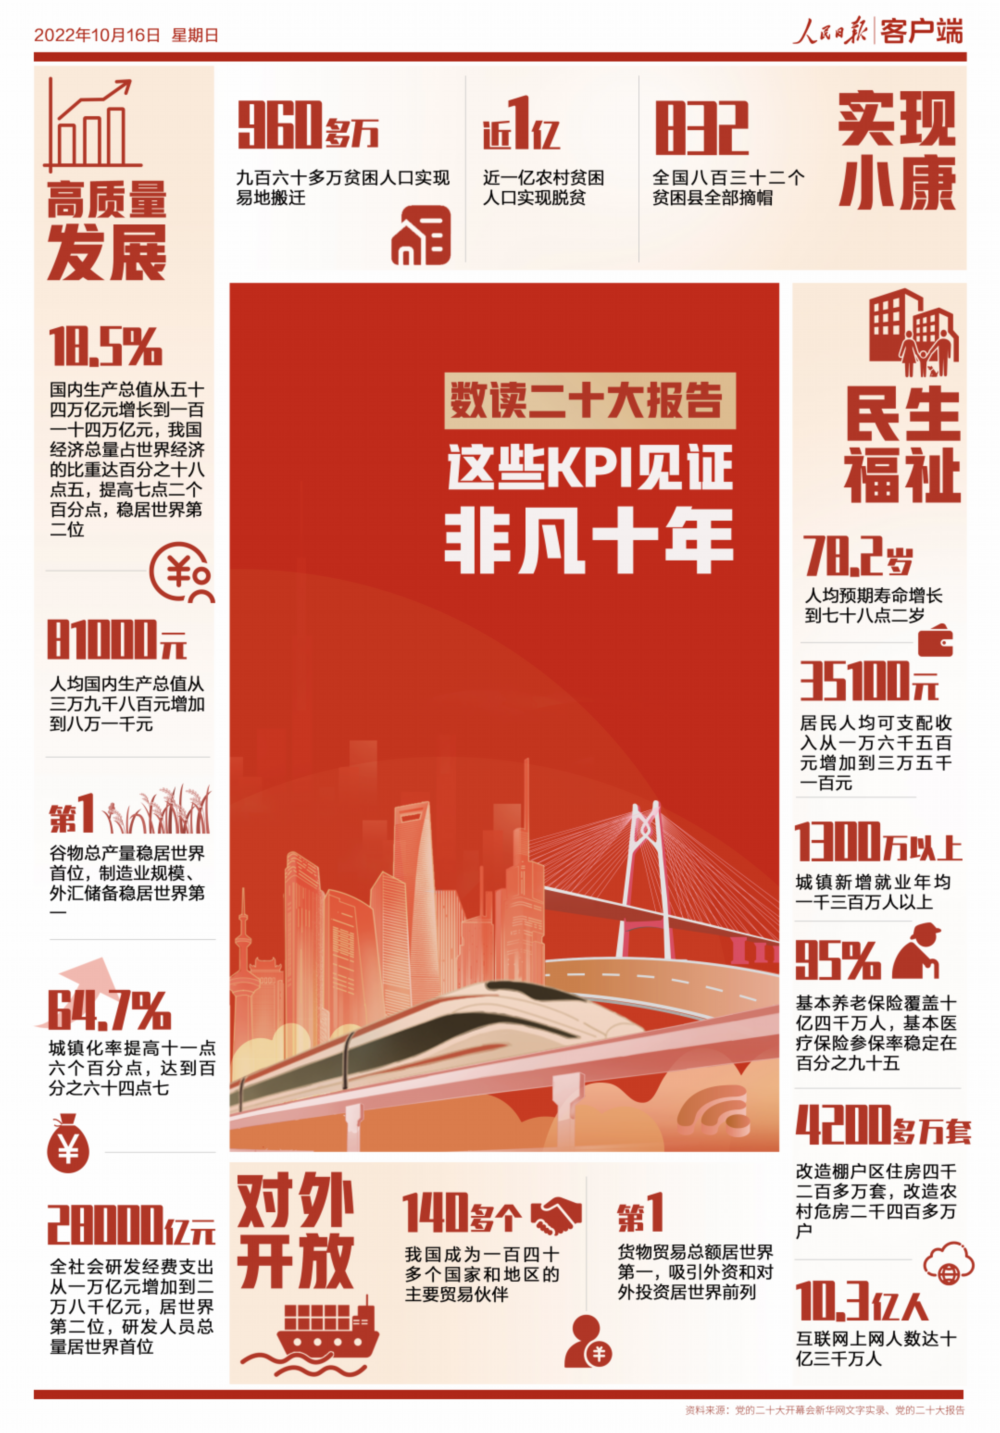 2022年10月16日 星期日
人民日报 客户端
高质量
发展
18.5%
国内生产总值从五十
四万亿元增长到一百
一十四万亿元，我国
经济总量占世界经济
的比重达百分之十八
点五，提高七点二个
百分点，稳居世界第
二位
81000元
人均国内生产总值从
三万九千八百元增加
到八万一千元
第1
谷物总产量稳居世界
首位，制造业规模、
外汇储备稳居世界第
一
64.7%
城镇化率提高十一点
六个百分点，达到百
分之六十四点七
¥
28000亿元
全社会研发经费支出
从一万亿元增加到二
万八千亿元，居世界
第二位，研发人员总
量居世界首位
960多万
九百六十多万贫困人口实现
易地搬迁
近1亿
近一亿农村贫困
人口实现脱贫
832
全国八百三十二个
贫困县全部摘帽
实现
小康
数读二十大报告
这些KPI见证
非凡十年
民生
福祉
78.2岁
人均预期寿命增长
到七十八点二岁
35100元
居民人均可支配收
入从一万六千五百
元增加到三万五千
一百元
1300万以上
城镇新增就业年均
一千三百万人以上
95%
基本养老保险覆盖十
亿四千万人，基本医
疗保险参保率稳定在
百分之九十五
4200多万套
改造棚户区住房四千
二百多万套，改造农
村危房二千四百多万
户
10.3亿人
互联网上网人数达十
亿三千万人
对外
开放
140多个
我国成为一百四十
多个国家和地区的
主要贸易伙伴
第1
货物贸易总额居世界
第一，吸引外资和对
外投资居世界前列
¥
资料来源：党的二十大开幕会新华网文字实录、党的二十大报告